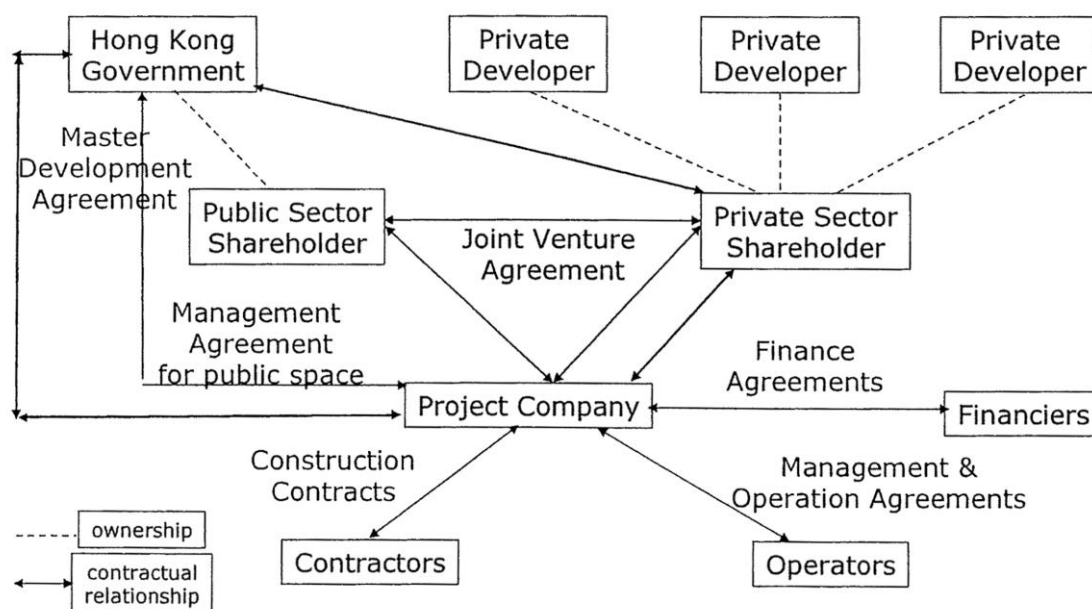 Hong Kong
Government
Private
Developer
Private
Developer
Private
Developer
Master
Development
Agreement
Public Sector
Shareholder
Joint Venture
Agreement
Private Sector
Shareholder
Management
Agreement
for public space
Finance
Agreements
Project Company
Financiers
Construction
Contracts
Management &
Operation Agreements
Contractors
Operators
ownership
contractual
relationship